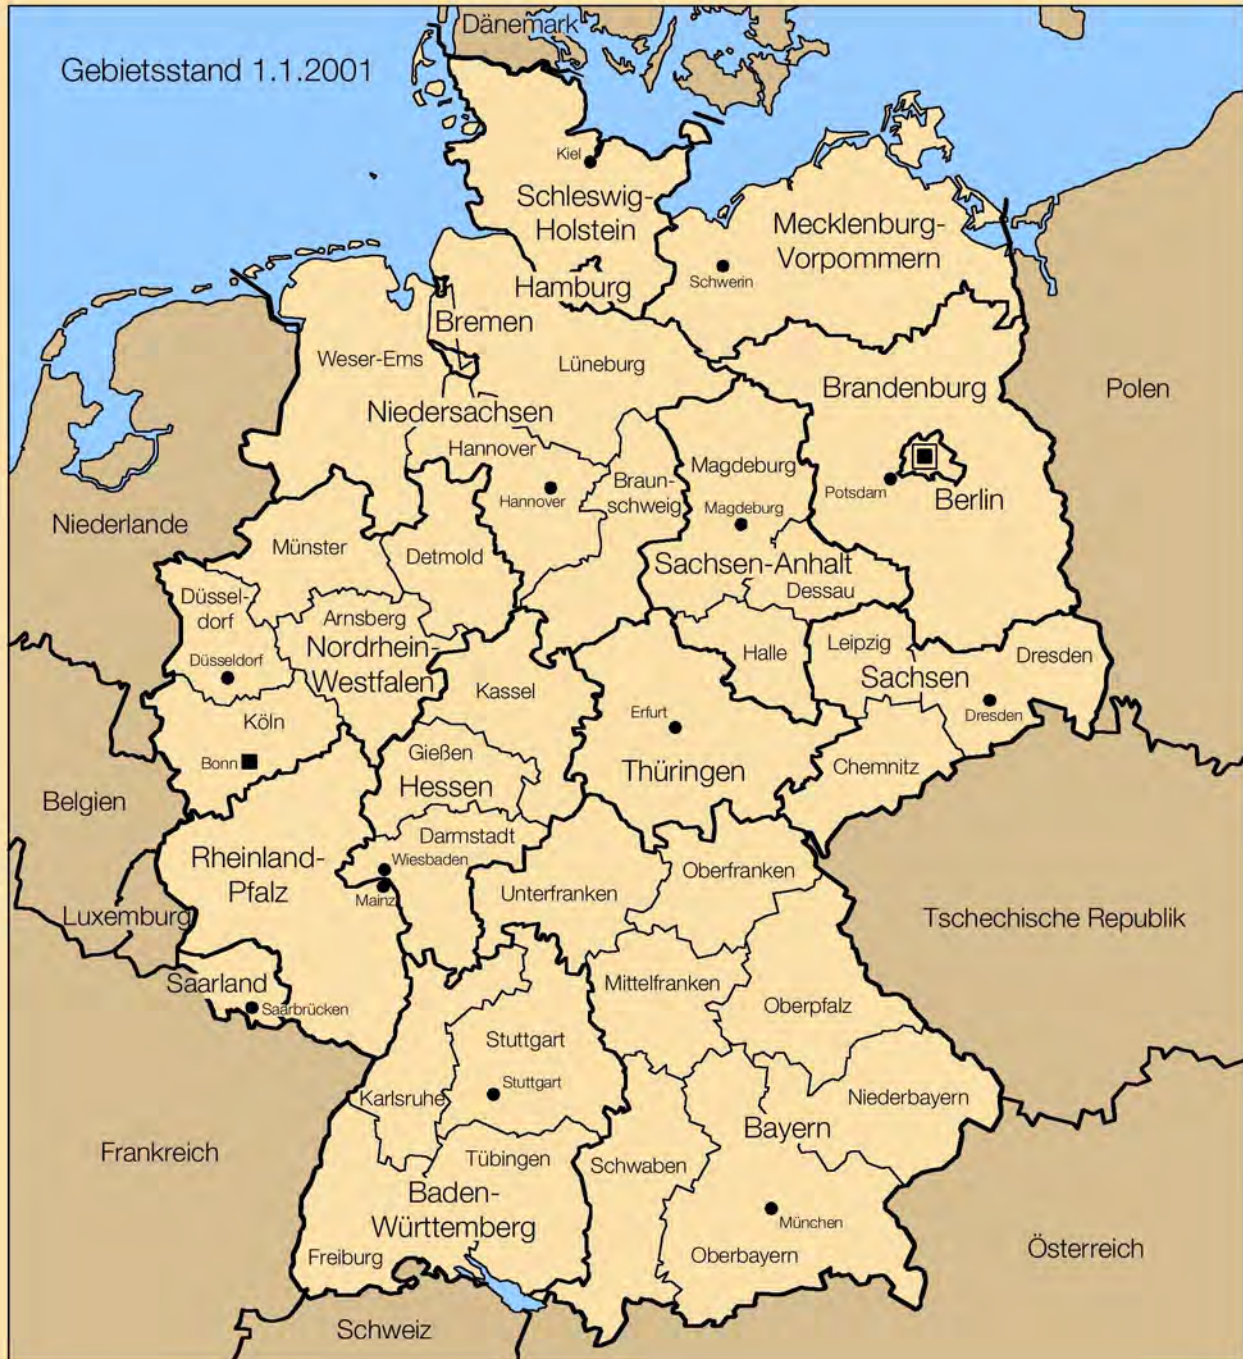 Dänemark
Gebietsstand 1.1.2001
Kiel
Schleswig-
Holstein
Mecklenburg-
Vorpommern
Schwerin
Hamburg
Bremen
Weser-Ems
Lüneburg
Brandenburg
Polen
Niedersachsen
Hannover
Hannover
Braun-
schweig
Magdeburg
Magdeburg
Potsdam
Berlin
Niederlande
Münster
Detmold
Sachsen-Anhalt
Dessau
Düssel-
dorf
Arnsberg
Nordrhein-
Westfalen
Düsseldorf
Halle
Leipzig
Sachsen
Dresden
Dresden
Kassel
Köln
Bonn
Erfurt
Thüringen
Gießen
Hessen
Chemnitz
Belgien
Darmstadt
Wiesbaden
Mainz
Rheinland-
Pfalz
Unterfranken
Oberfranken
Luxemburg
Tschechische Republik
Saarland
Saarbrücken
Mittelfranken
Oberpfalz
Stuttgart
Stuttgart
Karlsruhe
Niederbayern
Bayern
Frankreich
Tübingen
Schwaben
Baden-
Württemberg
München
Freiburg
Oberbayern
Österreich
Schweiz